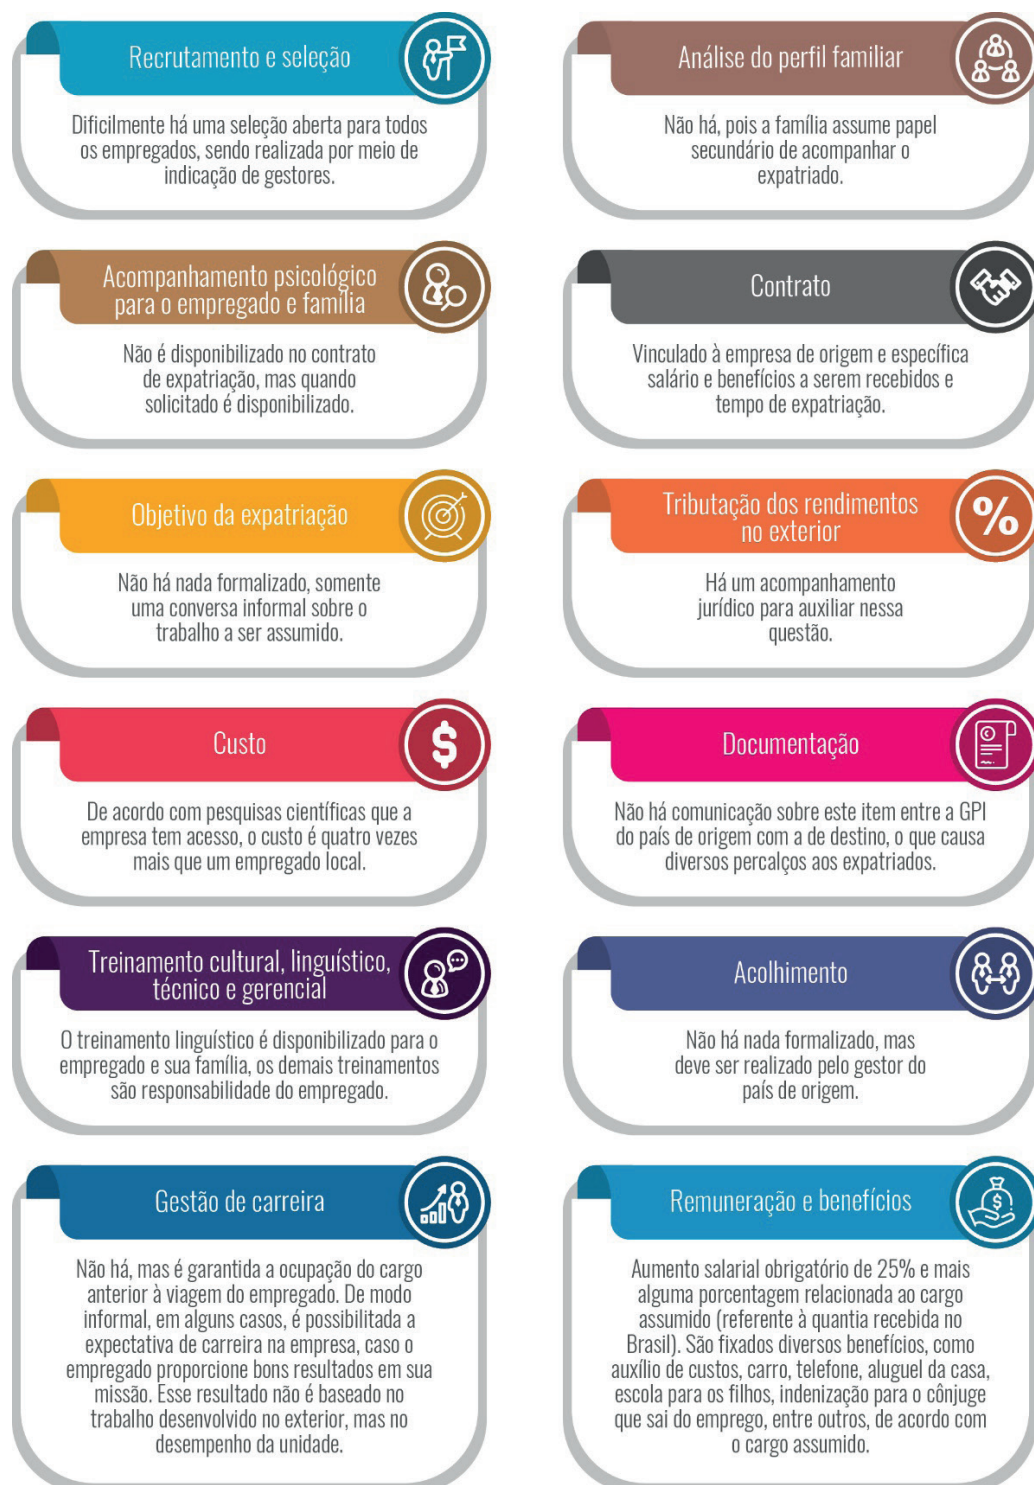 Recrutamento e seleção
Dificilmente há uma seleção aberta para todos
os empregados, sendo realizada por meio de
indicação de gestores.
Análise do perfil familiar
Não há, pois a família assume papel
secundário de acompanhar o
expatriado.
Acompanhamento psicológico
para o empregado e família
Não é disponibilizado no contrato
de expatriação, mas quando
solicitado é disponibilizado.
Contrato
Vinculado à empresa de origem e específica
salário e benefícios a serem recebidos e
tempo de expatriação.
Objetivo da expatriação
Não há nada formalizado, somente
uma conversa informal sobre o
trabalho a ser assumido.
Tributação dos rendimentos
no exterior
%
Há um acompanhamento
jurídico para auxiliar nessa
questão.
Custo
$
De acordo com pesquisas científicas que a
empresa tem acesso, o custo é quatro vezes
mais que um empregado local.
Documentação
Não há comunicação sobre este item entre a GPI
do país de origem com a de destino, o que causa
diversos percalços aos expatriados.
Treinamento cultural, linguístico,
técnico e gerencial
O treinamento linguístico é disponibilizado para o
empregado e sua família, os demais treinamentos
são responsabilidade do empregado.
Acolhimento
Não há nada formalizado, mas
deve ser realizado pelo gestor do
país de origem.
Gestão de carreira
Não há, mas é garantida a ocupação do cargo
anterior à viagem do empregado. De modo
informal, em alguns casos, é possibilitada a
expectativa de carreira na empresa, caso o
empregado proporcione bons resultados em sua
missão. Esse resultado não é baseado no
trabalho desenvolvido no exterior, mas no
desempenho da unidade.
Remuneração e benefícios
$
Aumento salarial obrigatório de 25% e mais
alguma porcentagem relacionada ao cargo
assumido (referente à quantia recebida no
Brasil). São fixados diversos benefícios, como
auxílio de custos, carro, telefone, aluguel da casa,
escola para os filhos, indenização para o cônjuge
que sai do emprego, entre outros, de acordo com
o cargo assumido.